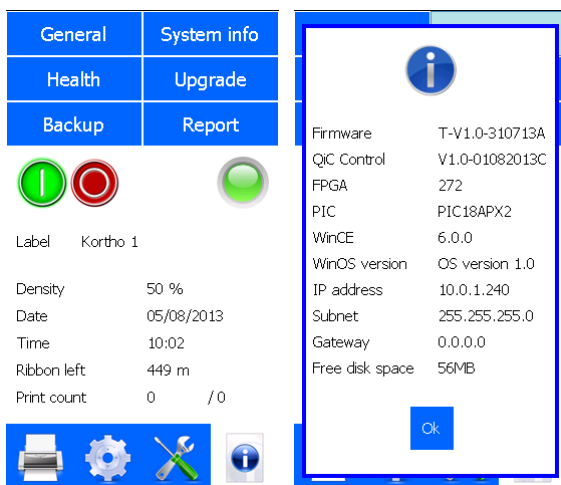 General System info
Health Upgrade
Backup Report
Label Kortho 1
Density 50 %
Date 05/08/2013
Time 10:02
Ribbon left 449 m
Print count 0 / 0
Firmware T-V1.0-310713A
QiC Control V1.0-01082013C
FPGA 272
PIC PIC18APX2
WinCE 6.0.0
WinOS version OS version 1.0
IP address 10.0.1.240
Subnet 255.255.255.0
Gateway 0.0.0.0
Free disk space 56MB
Ok